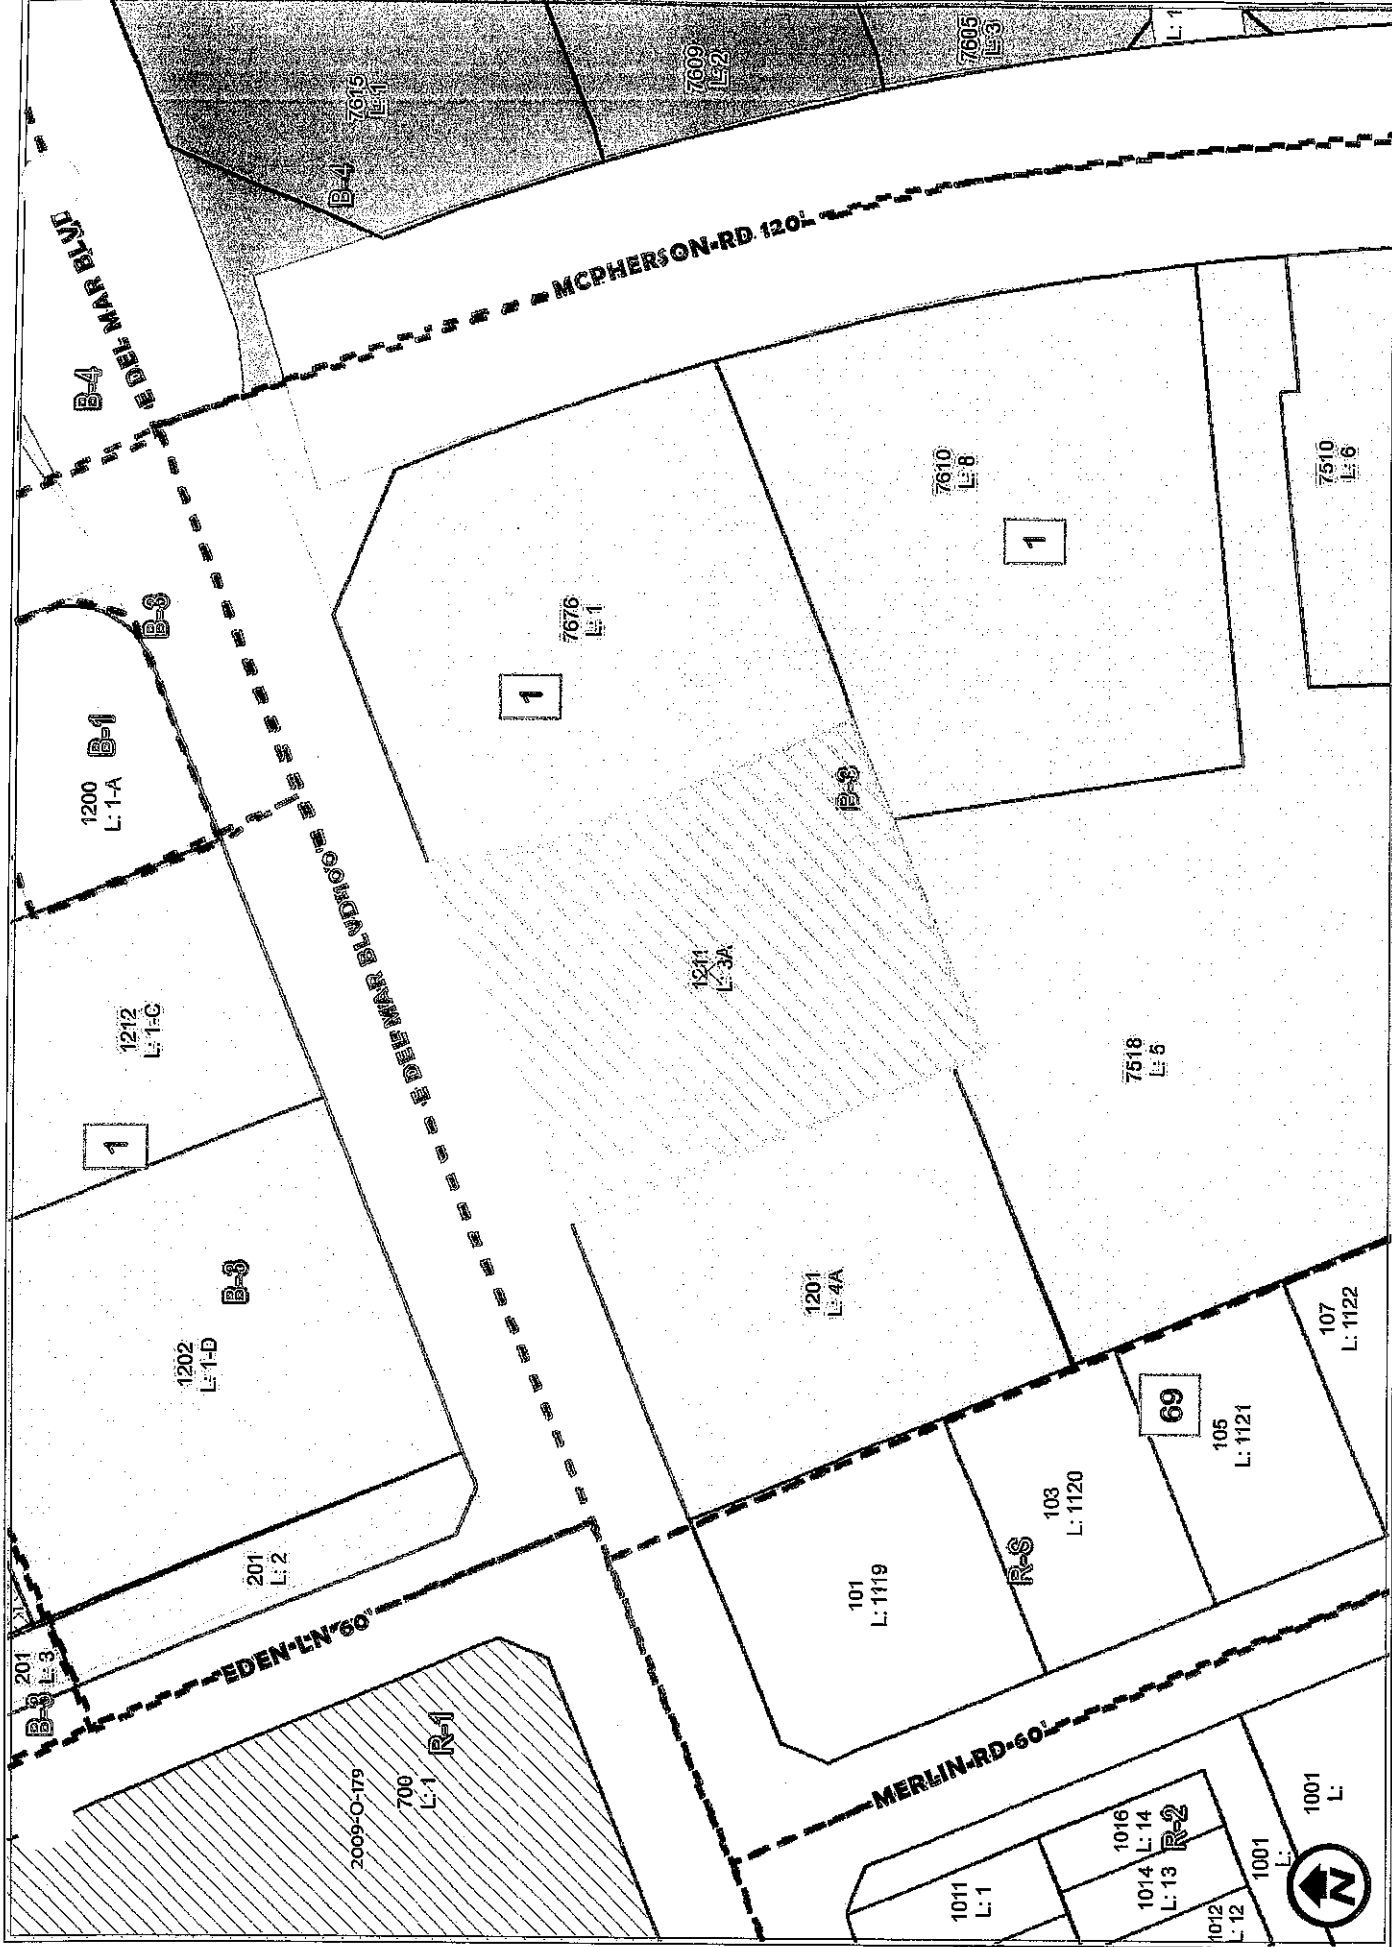 201
L: 3
B-3
201
L: 2
EDEN LN 60'
2009-O-179
700
L: 1
R-1
1202
L: 1-D
B-3
1
1212
L: 1-C
1200
L: 1-A
B-1
B-3
B-4
E DEL MAR BLVD
E DEL MAR BLVD 100'
B-4
7615
L: 1
7609
L: 2
7605
L: 3
L: 1
MCPHERSON RD 120'
7676
L: 1
1
7610
L: 8
1
7510
L: 6
B-3
1211
L: 3A
7518
L: 5
1201
L: 4A
101
L: 1119
103
L: 1120
R-S
69
105
L: 1121
107
L: 1122
MERLIN RD 60'
1011
L: 1
1016
L: 14
R-2
1014
L: 13
1012
L: 12
1001
L:
1001
L:
N